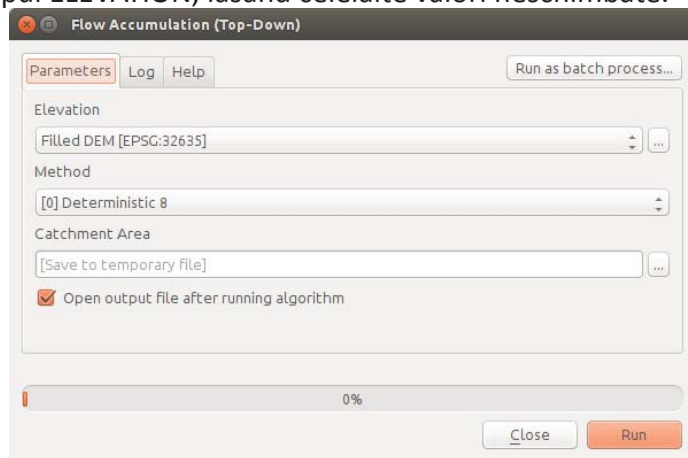 Flow Accumulation (Top-Down)
Parameters Log Help Run as batch process...
Elevation
Filled DEM [EPSG:32635] ...
Method
[0] Deterministic 8
Catchment Area
[Save to temporary file] ...
Open output file after running algorithm
0%
Close Run